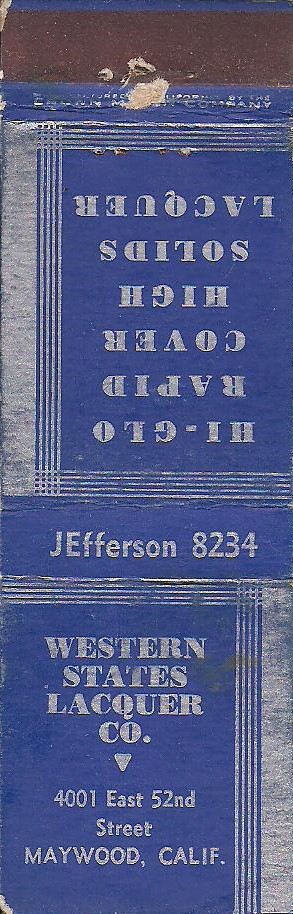 HI-GLO
RAPID
COVER
HIGH
SOLIDS
LACQUER
JEfferson 8234
WESTERN
STATES
LACQUER
CO.
4001 East 52nd
Street
MAYWOOD, CALIF.
COMPANY